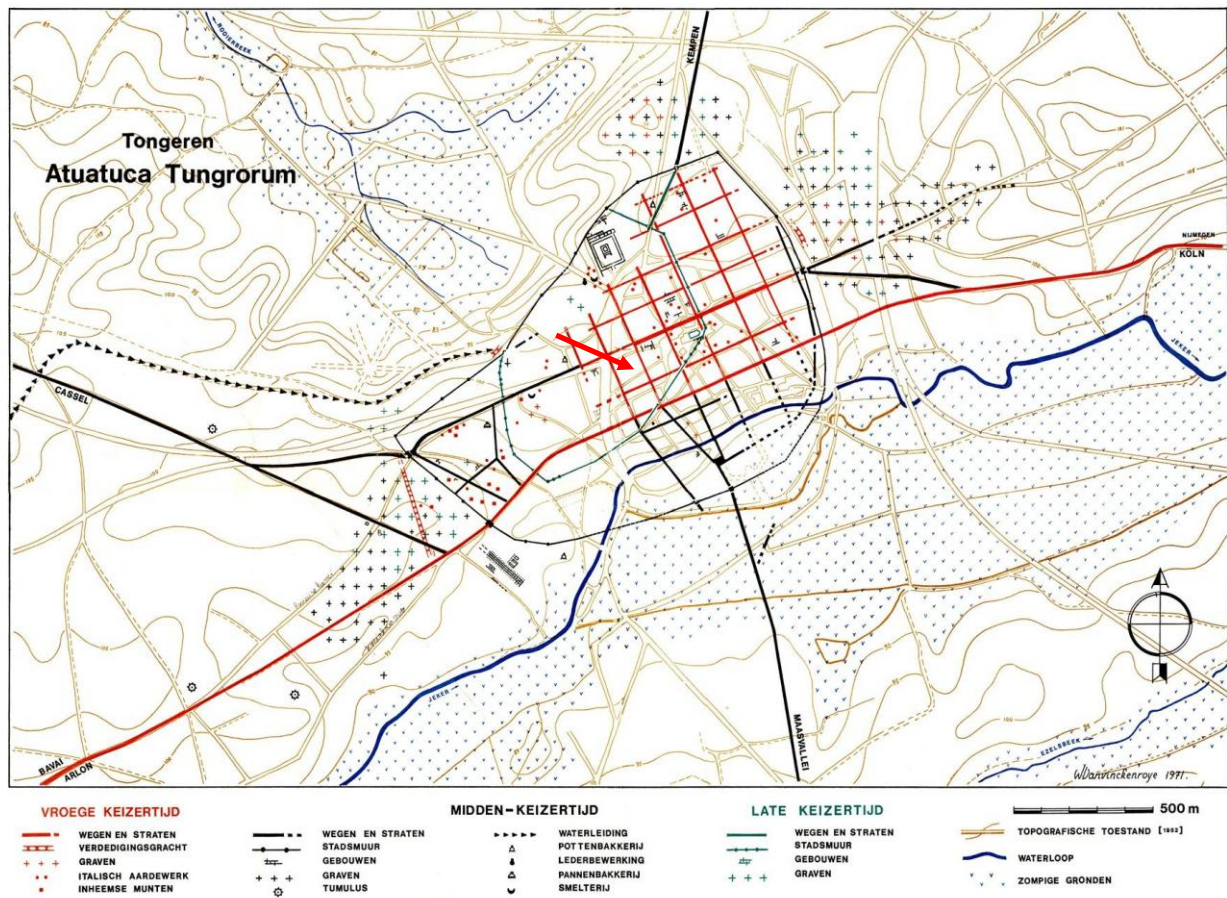 ROOIERBEEK
KEMPEN
Tongeren
Atuatuca Tungrorum
NIJMEGEN
KÖLN
JEKER
CASSEL
JEKER
MAASVALLEI
EZELSBEEK
BAVAI
ARLON
W.Vanvinckenroye 1971.
VROEGE KEIZERTIJD
WEGEN EN STRATEN
VERDEDIGINGSGRACHT
GRAVEN
ITALISCH AARDEWERK
INHEEMSE MUNTEN
MIDDEN-KEIZERTIJD
WEGEN EN STRATEN
STADSMUUR
GEBOUWEN
GRAVEN
TUMULUS
WATERLEIDING
POTTENBAKKERIJ
LEDERBEWERKING
PANNENBAKKERIJ
SMELTERIJ
LATE KEIZERTIJD
WEGEN EN STRATEN
STADSMUUR
GEBOUWEN
GRAVEN
500 m
TOPOGRAFISCHE TOESTAND [1952]
WATERLOOP
ZOMPIGE GRONDEN